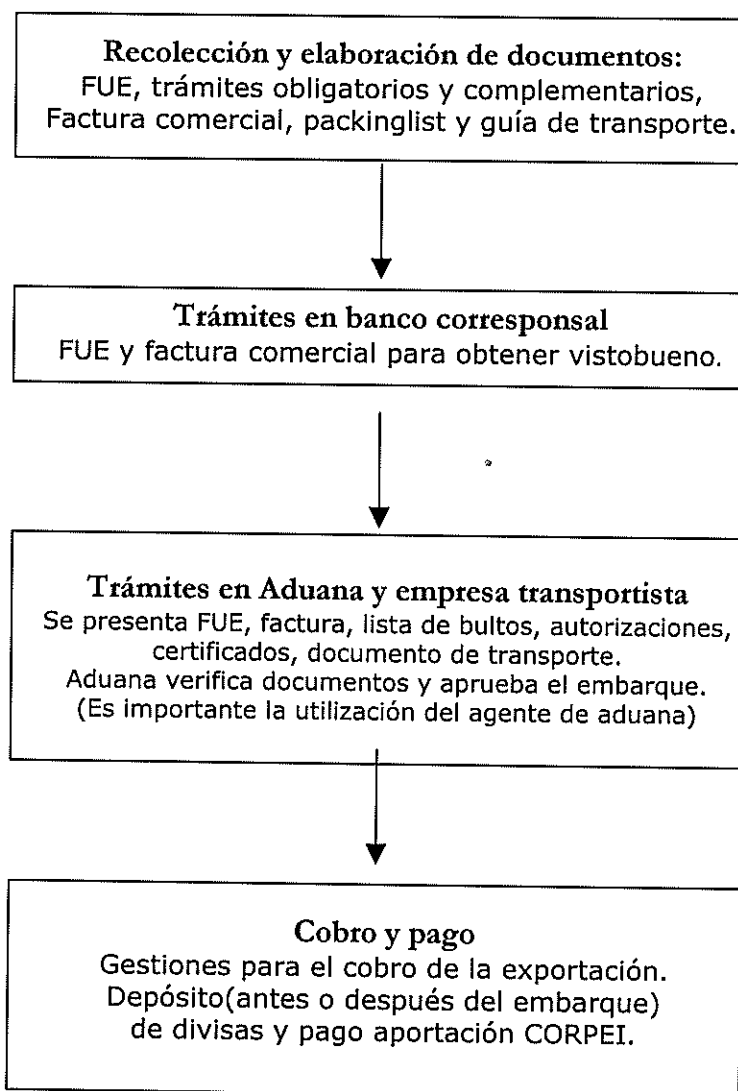 Recolección y elaboración de documentos:
FUE, trámites obligatorios y complementarios,
Factura comercial, packinglist y guía de transporte.
Trámites en banco corresponsal
FUE y factura comercial para obtener vistobueno.
Trámites en Aduana y empresa transportista
Se presenta FUE, factura, lista de bultos, autorizaciones,
certificados, documento de transporte.
Aduana verifica documentos y aprueba el embarque.
(Es importante la utilización del agente de aduana)
Cobro y pago
Gestiones para el cobro de la exportación.
Depósito(antes o después del embarque)
de divisas y pago aportación CORPEI.